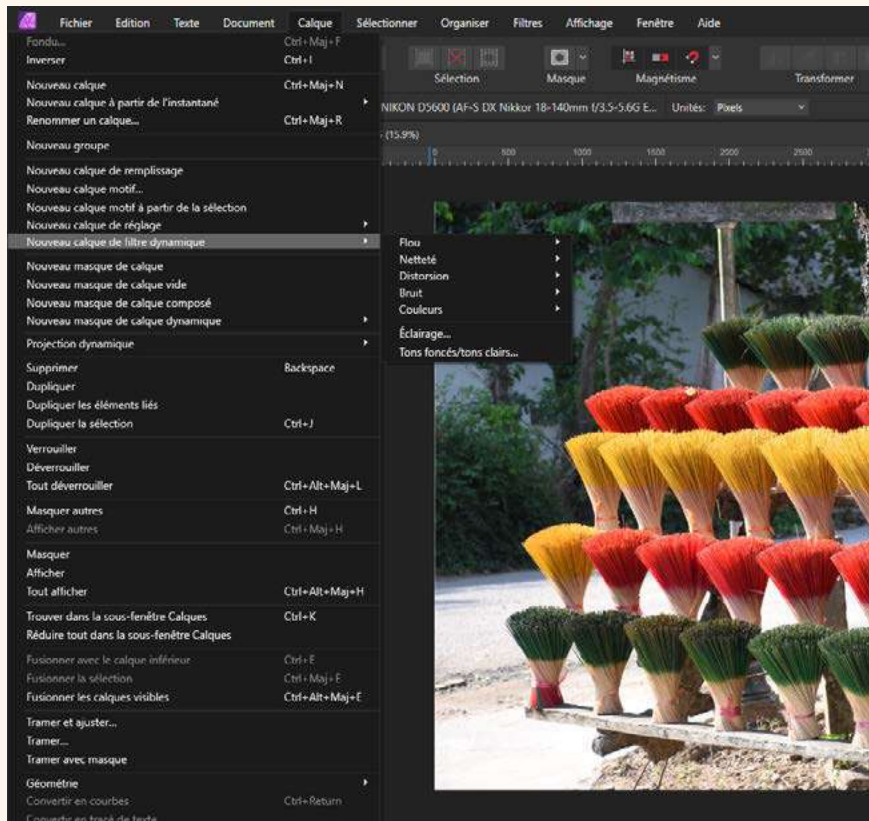 Fichier Edition Texte Document Calque Sélectionner Organiser Filtres Affichage Fenêtre Aide
Fondu... Ctrl+Maj+F
Inverser Ctrl+I
Nouveau calque Ctrl+Maj+N
Nouveau calque à partir de l'instantané
Renommer un calque... Ctrl+Maj+R
Nouveau groupe
Nouveau calque de remplissage
Nouveau calque motif...
Nouveau calque motif à partir de la sélection
Nouveau calque de réglage
Nouveau calque de filtre dynamique
Nouveau masque de calque
Nouveau masque de calque vide
Nouveau masque de calque composé
Nouveau masque de calque dynamique
Projection dynamique
Supprimer Backspace
Dupliquer
Dupliquer les éléments liés
Dupliquer la sélection Ctrl+J
Verrouiller
Déverrouiller
Tout déverrouiller Ctrl+Alt+Maj+L
Masquer autres Ctrl+H
Afficher autres Ctrl+Maj+H
Masquer
Afficher
Tout afficher Ctrl+Alt+Maj+H
Trouver dans la sous-fenêtre Calques Ctrl+K
Réduire tout dans la sous-fenêtre Calques
Fusionner avec le calque inférieur Ctrl+E
Fusionner la sélection Ctrl+Maj+E
Fusionner les calques visibles Ctrl+Alt+Maj+E
Tramer et ajuster...
Tramer...
Tramer avec masque
Géométrie
Convertir en courbes Ctrl+Return
Convertir en tracé de texte
Sélection Masque Magnétisme Transformer
NIKON D5600 (AF-S DX Nikkor 18-140mm f/3.5-5.6G E... Unités: Pixels
(15.9%)
0 500 1000 1500 2000 2500
Flou
Netteté
Distorsion
Bruit
Couleurs
Éclairage...
Tons foncés/tons clairs...